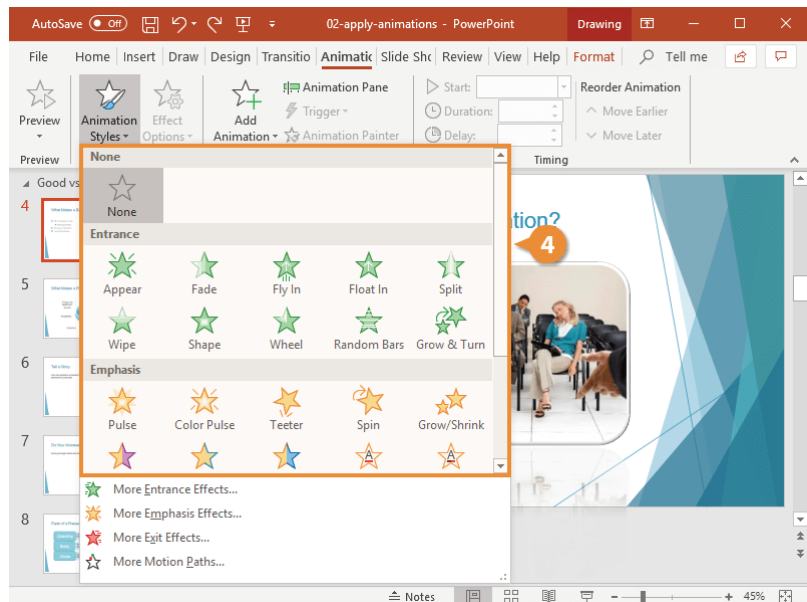 AutoSave Off 02-apply-animations - PowerPoint Drawing
File Home Insert Draw Design Transitio Animatic Slide Shc Review View Help Format Tell me
Preview
Animation Styles
Effect Options
Add Animation
Animation Pane
Trigger
Animation Painter
Start:
Duration:
Delay:
Reorder Animation
Move Earlier
Move Later
Preview
Timing
Good vs
None
None
Entrance
Appear Fade Fly In Float In Split
Wipe Shape Wheel Random Bars Grow & Turn
Emphasis
Pulse Color Pulse Teeter Spin Grow/Shrink
A A
More Entrance Effects...
More Emphasis Effects...
More Exit Effects...
More Motion Paths...
4
5
6
7
8
tion?
4
Notes 45%